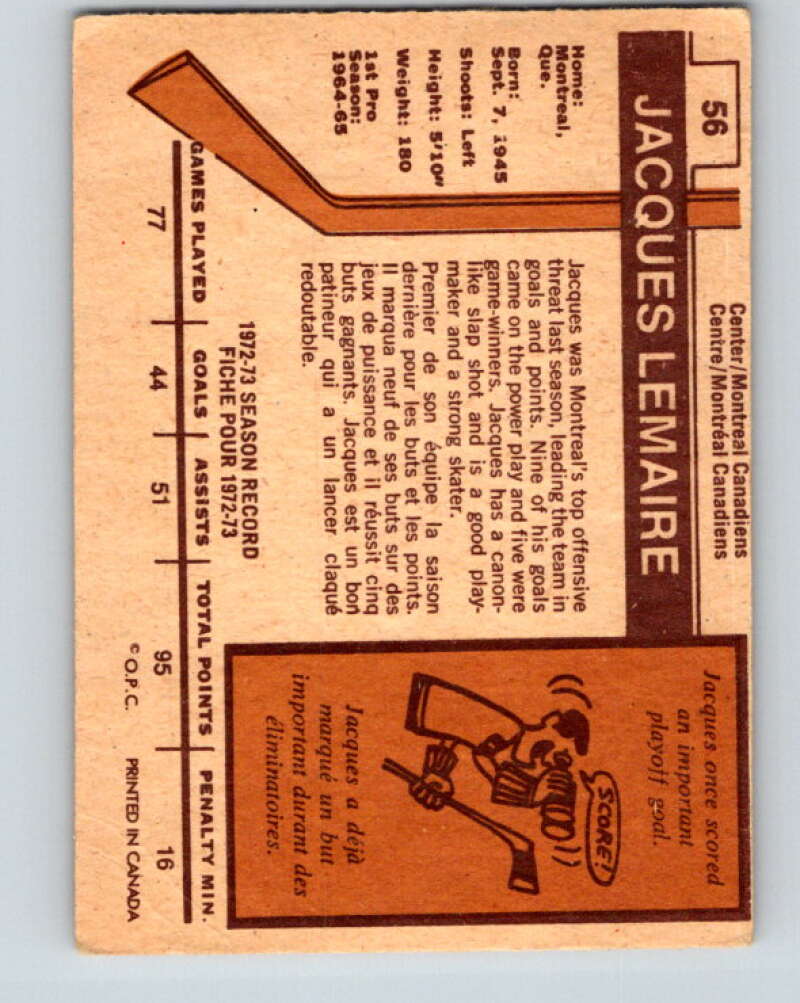 56
Center/Montreal Canadiens
Centre/Montréal Canadiens
JACQUES LEMAIRE
Home:
Montreal,
Que.
Born:
Sept. 7, 1945
Shoots: Left
Height: 5'10"
Weight: 180
1st Pro
Season:
1964-65
Jacques was Montreal's top offensive
threat last season, leading the team in
goals and points. Nine of his goals
came on the power play and five were
game-winners. Jacques has a canon-
like slap shot and is a good play-
maker and a strong skater.
Premier de son équipe la saison
dernière pour les buts et les points.
Il marqua neuf de ses buts sur des
jeux de puissance et il réussit cinq
buts gagnants. Jacques est un bon
patineur qui a un lancer claqué
redoutable.
Jacques once scored
an important
playoff goal.
SCORE!
Jacques a déjà
marqué un but
important durant des
éliminatoires.
1972-73 SEASON RECORD
FICHE POUR 1972-73
GAMES PLAYED GOALS ASSISTS TOTAL POINTS PENALTY MIN.
77 44 51 95 16
© O.P.C. PRINTED IN CANADA